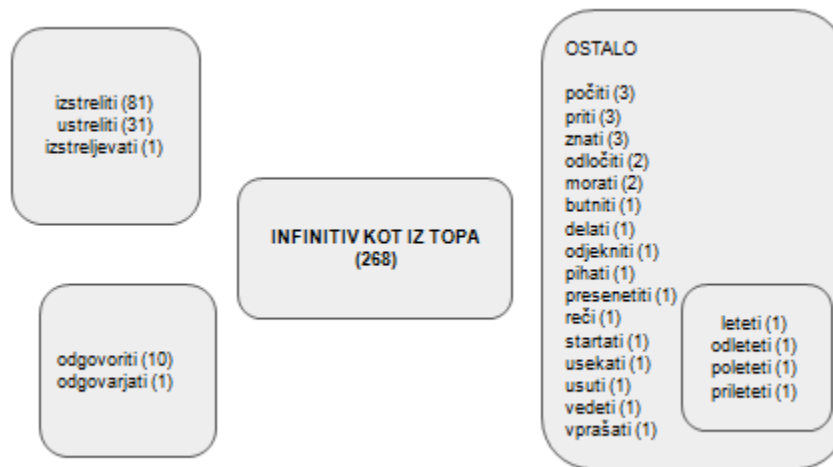 izstreliti (81)
ustreliti (31)
izstreljevati (1)
odgovoriti (10)
odgovarjati (1)
INFINITIV KOT IZ TOPA
(268)
OSTALO
počiti (3)
priti (3)
znati (3)
odločiti (2)
morati (2)
butniti (1)
delati (1)
odjekniti (1)
pihati (1)
presenetiti (1)
reči (1)
startati (1)
usekati (1)
usuti (1)
vedeti (1)
vprašati (1)
leteti (1)
odleteti (1)
poleteti (1)
prileteti (1)